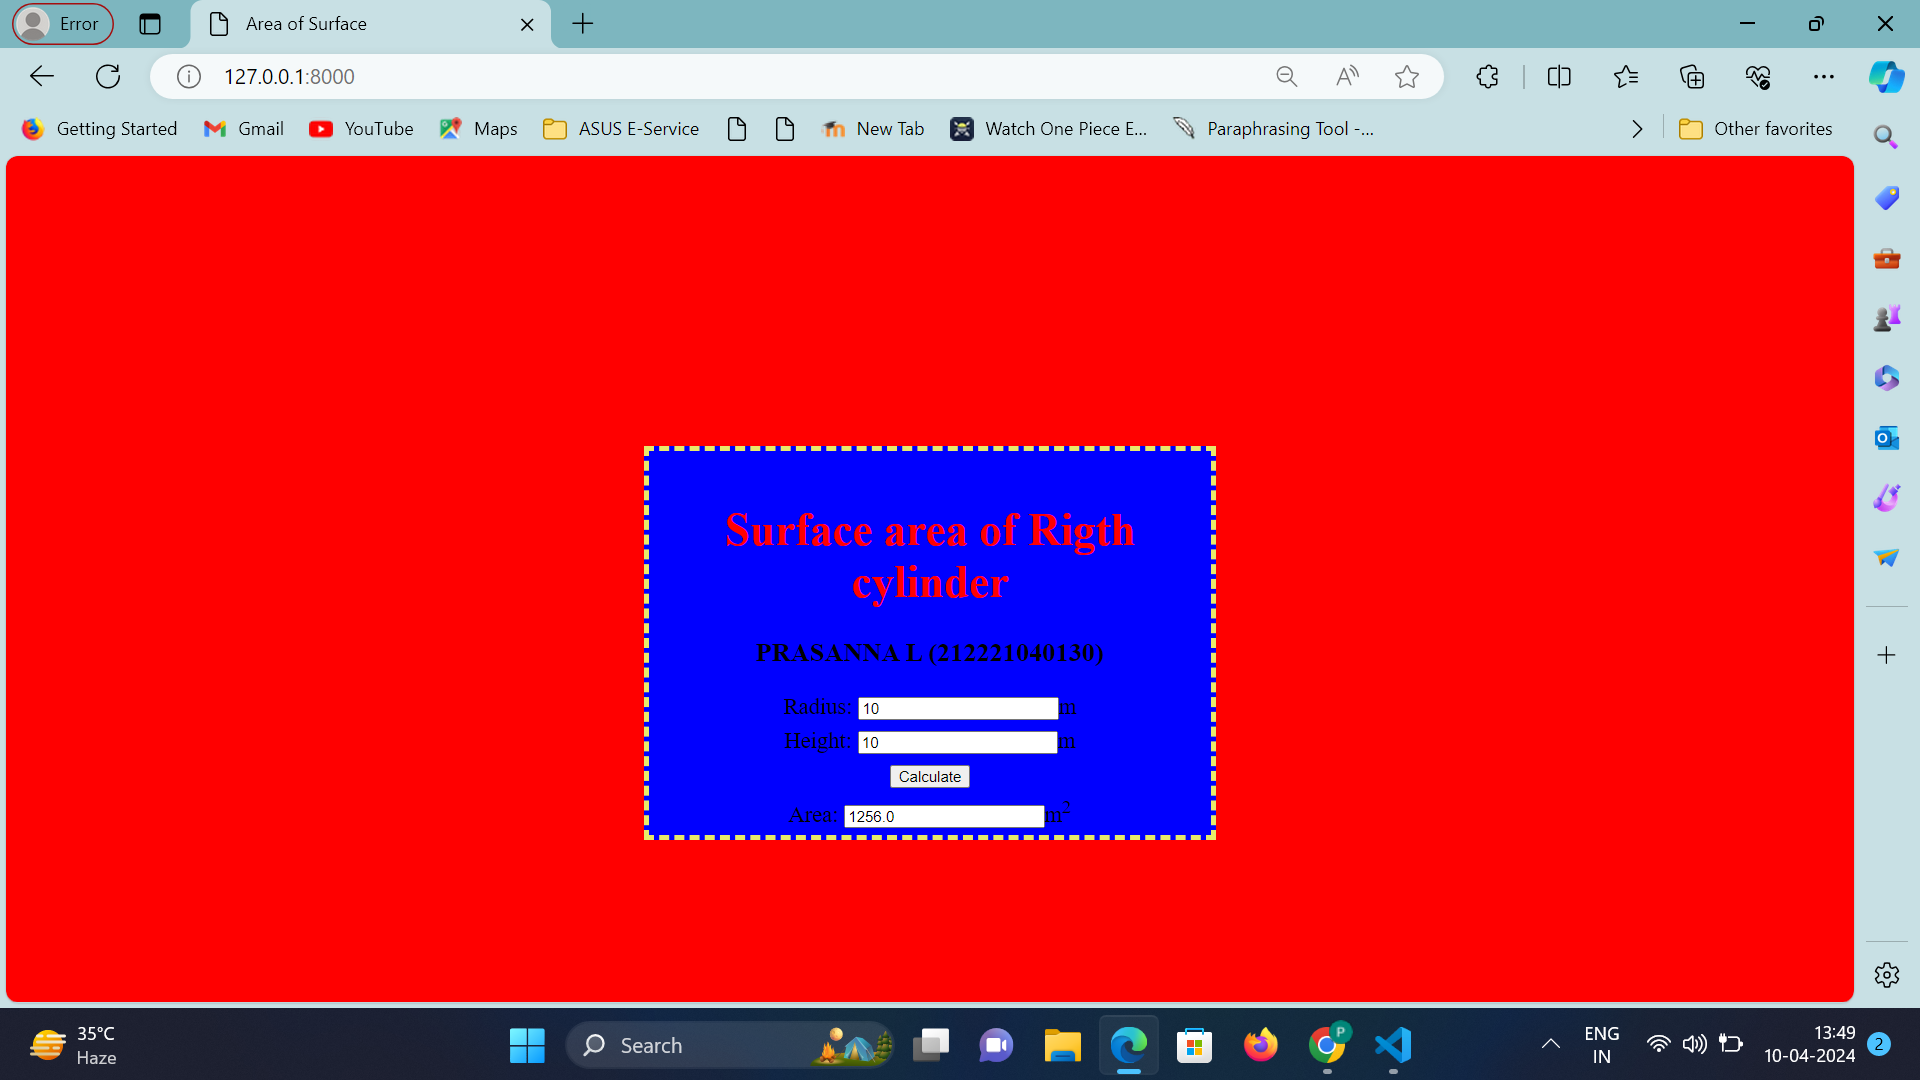 Error
Area of Surface
127.0.0.1:8000
Getting Started
Gmail
YouTube
Maps
ASUS E-Service
New Tab
Watch One Piece E...
Paraphrasing Tool -...
Other favorites
Surface area of Rigth
cylinder
PRASANNA L (212221040130)
Radius: 10 m
Height: 10 m
Calculate
Area: 1256.0 m²
35°C
Haze
Search
P
ENG
IN
13:49
10-04-2024
2